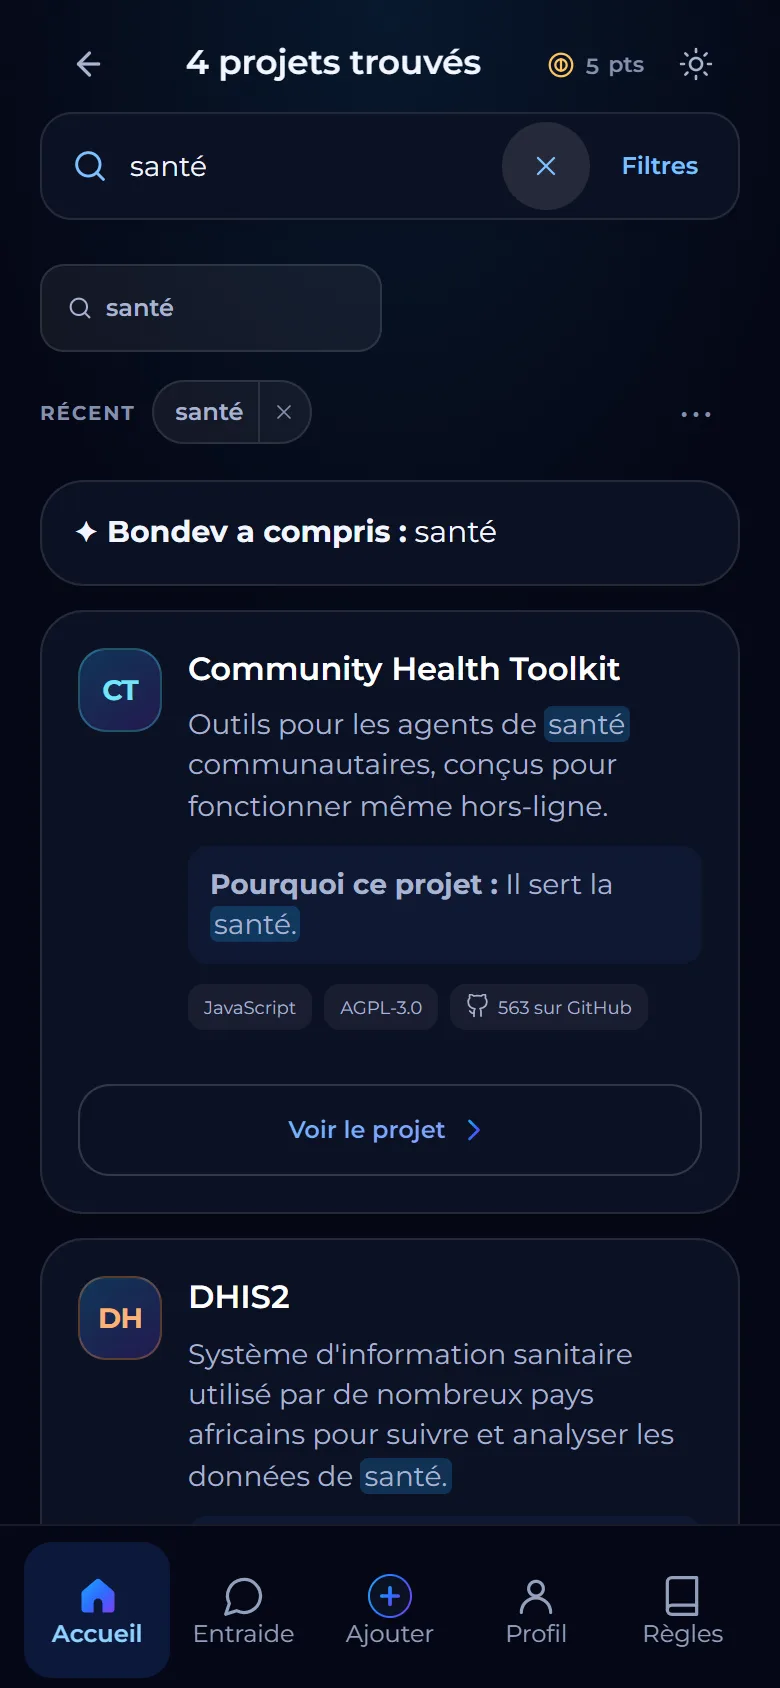 4 projets trouvés
5 pts
santé
Filtres
santé
RÉCENT
santé
✦ Bondev a compris : santé
CT
Community Health Toolkit
Outils pour les agents de santé
communautaires, conçus pour
fonctionner même hors-ligne.
Pourquoi ce projet : Il sert la
santé.
JavaScript
AGPL-3.0
563 sur GitHub
Voir le projet
DH
DHIS2
Système d'information sanitaire
utilisé par de nombreux pays
africains pour suivre et analyser les
données de santé.
Accueil
Entraide
Ajouter
Profil
Règles